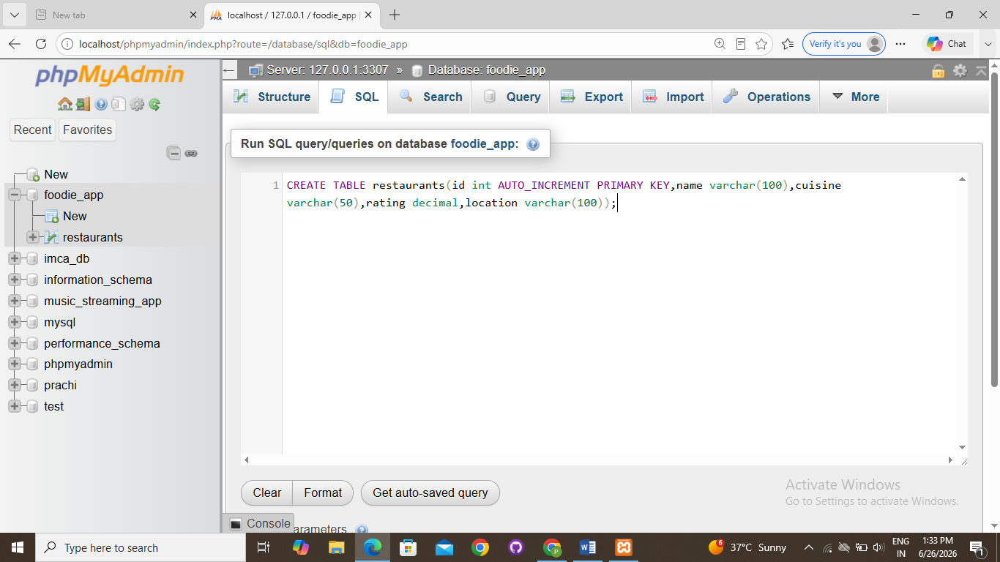 New tab
localhost / 127.0.0.1 / foodie_app
localhost/phpmyadmin/index.php?route=/database/sql&db=foodie_app
Verify it's you
Chat
phpMyAdmin
Recent
Favorites
New
foodie_app
New
restaurants
imca_db
information_schema
music_streaming_app
mysql
performance_schema
phpmyadmin
prachi
test
Server: 127.0.0.1:3307 » Database: foodie_app
Structure
SQL
Search
Query
Export
Import
Operations
More
Run SQL query/queries on database foodie_app:
1 CREATE TABLE restaurants(id int AUTO_INCREMENT PRIMARY KEY,name varchar(100),cuisine
varchar(50),rating decimal,location varchar(100));
Clear
Format
Get auto-saved query
Activate Windows
Go to Settings to activate Windows.
Console
arameters
Type here to search
6
37°C Sunny
ENG
IN
1:33 PM
6/26/2026
1